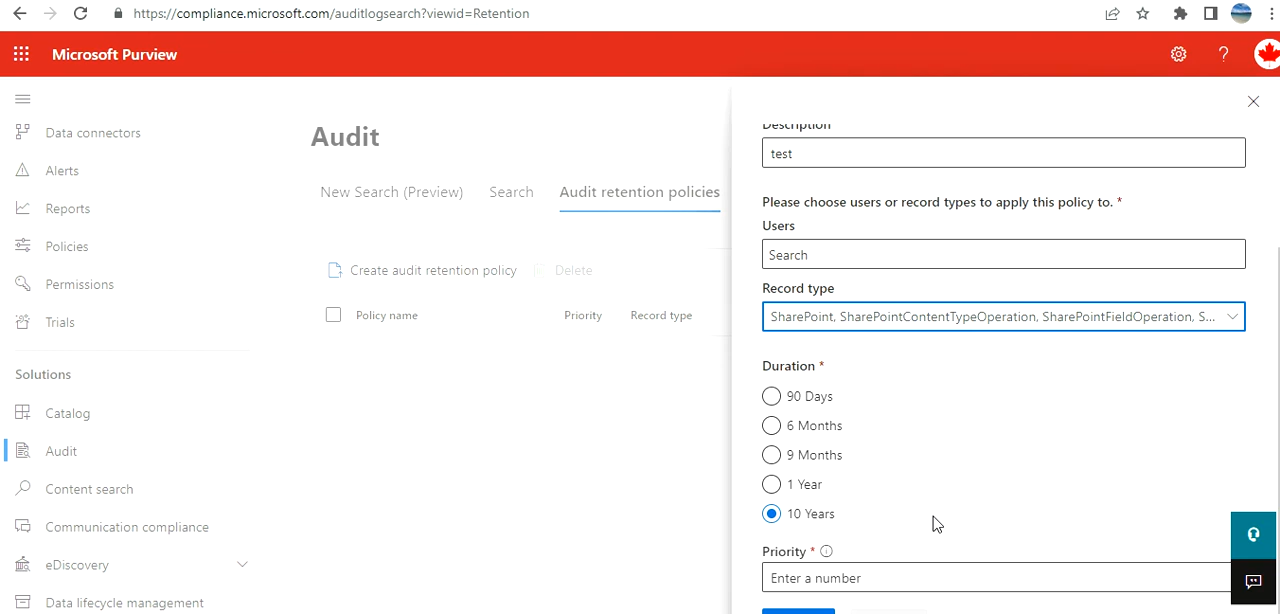 https://compliance.microsoft.com/auditlogsearch?viewid=Retention
Microsoft Purview
?
Data connectors
Alerts
Reports
Policies
Permissions
Trials
Solutions
Catalog
Audit
Content search
Communication compliance
eDiscovery
Data lifecycle management
Audit
New Search (Preview) Search Audit retention policies
Create audit retention policy Delete
Policy name Priority Record type
Description
test
Please choose users or record types to apply this policy to. *
Users
Search
Record type
SharePoint, SharePointContentTypeOperation, SharePointFieldOperation, S...
Duration *
90 Days
6 Months
9 Months
1 Year
10 Years
Priority *
Enter a number